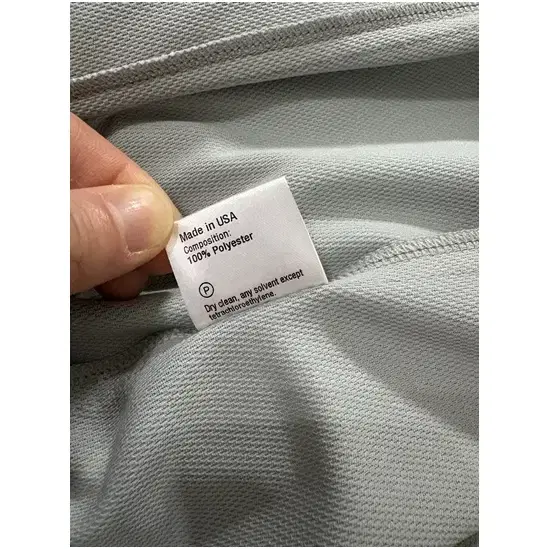 Made in USA
Composition:
100% Polyester
P
Dry clean, any solvent except
tetrachloroethylene.